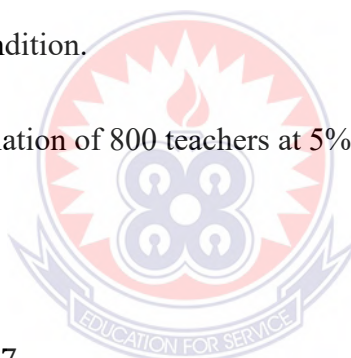 ndition.
ation of 800 teachers at 5%
EDUCATION FOR SERVICE
7